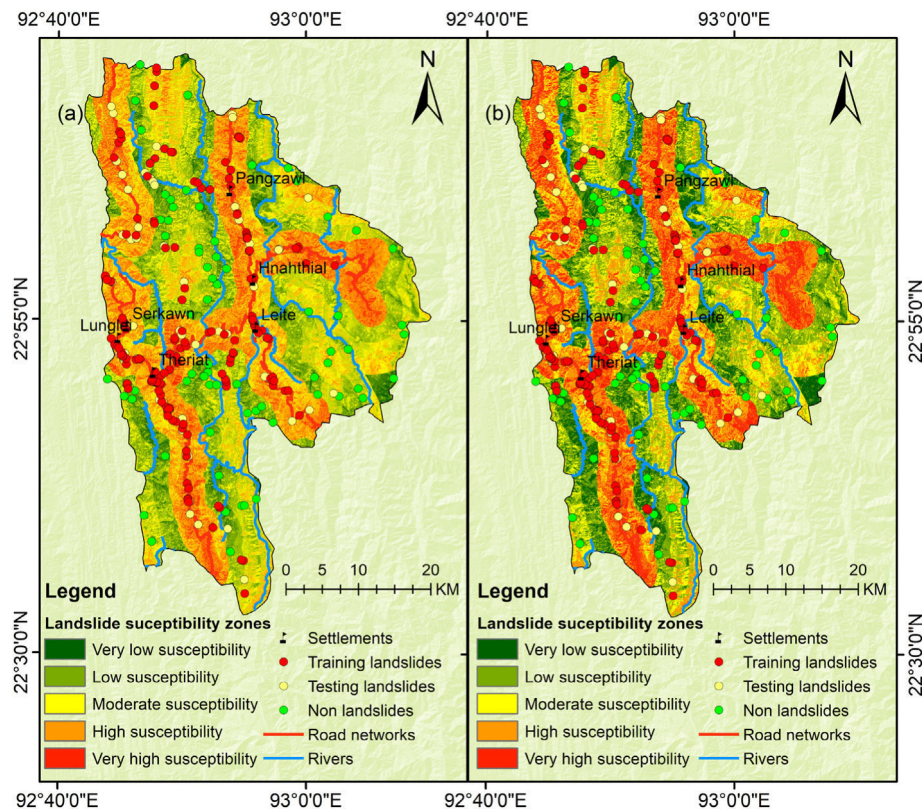 92°40'0"E
93°0'0"E
92°40'0"E
93°0'0"E
22°55'0"N
22°30'0"N
(a)
N
Pangzawl
Hnahthial
Serkawn
Leite
Lunglei
Theriat
0 5 10 20
KM
Legend
Landslide suceptibility zones
Very low susceptibility
Low susceptibility
Moderate susceptibility
High susceptibility
Very high susceptibility
Settlements
Training landslides
Testing landslides
Non landslides
Road networks
Rivers
(b)
N
Pangzawl
Hnahthial
Serkawn
Leite
Lunglei
Theriat
0 5 10 20
KM
Legend
Landslide suceptibility zones
Very low susceptibility
Low susceptibility
Moderate susceptibility
High susceptibility
Very high susceptibility
Settlements
Training landslides
Testing landslides
Non landslides
Road networks
Rivers
22°55'0"N
22°30'0"N
92°40'0"E
93°0'0"E
92°40'0"E
93°0'0"E